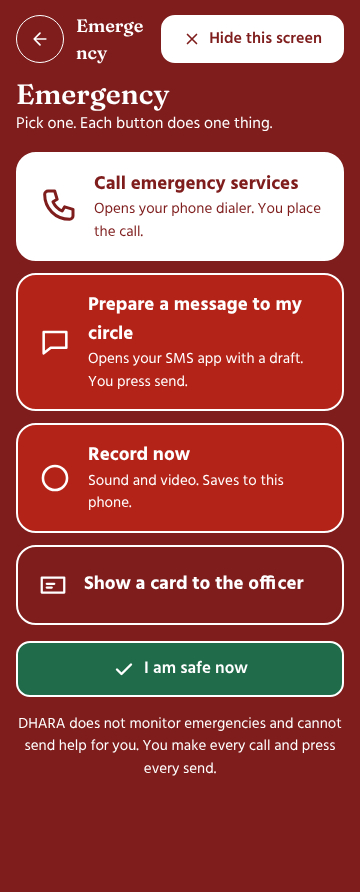 Emerge
ncy
Hide this screen
Emergency
Pick one. Each button does one thing.
Call emergency services
Opens your phone dialer. You place
the call.
Prepare a message to my
circle
Opens your SMS app with a draft.
You press send.
Record now
Sound and video. Saves to this
phone.
Show a card to the officer
I am safe now
DHARA does not monitor emergencies and cannot
send help for you. You make every call and press
every send.